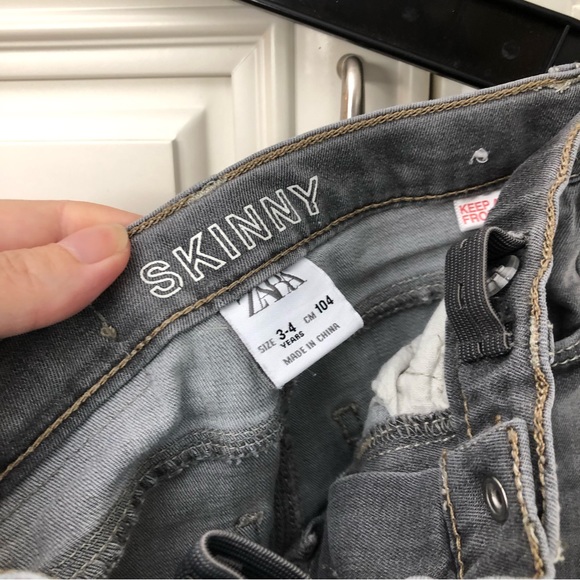 SKINNY
ZARA
SIZE 3-4 YEARS CM 104
MADE IN CHINA
KEEP
FRO